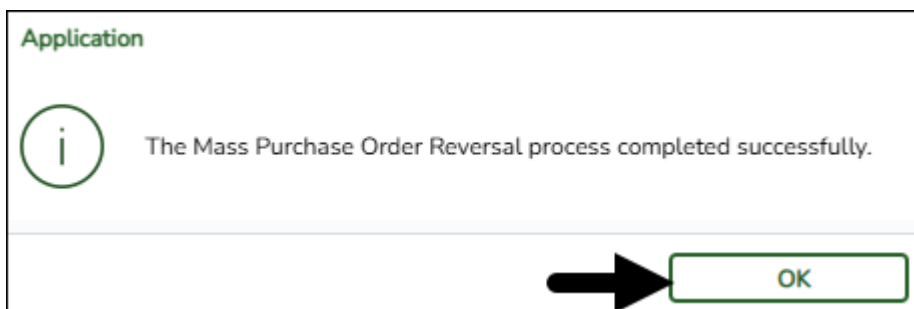 Application
The Mass Purchase Order Reversal process completed successfully.
OK